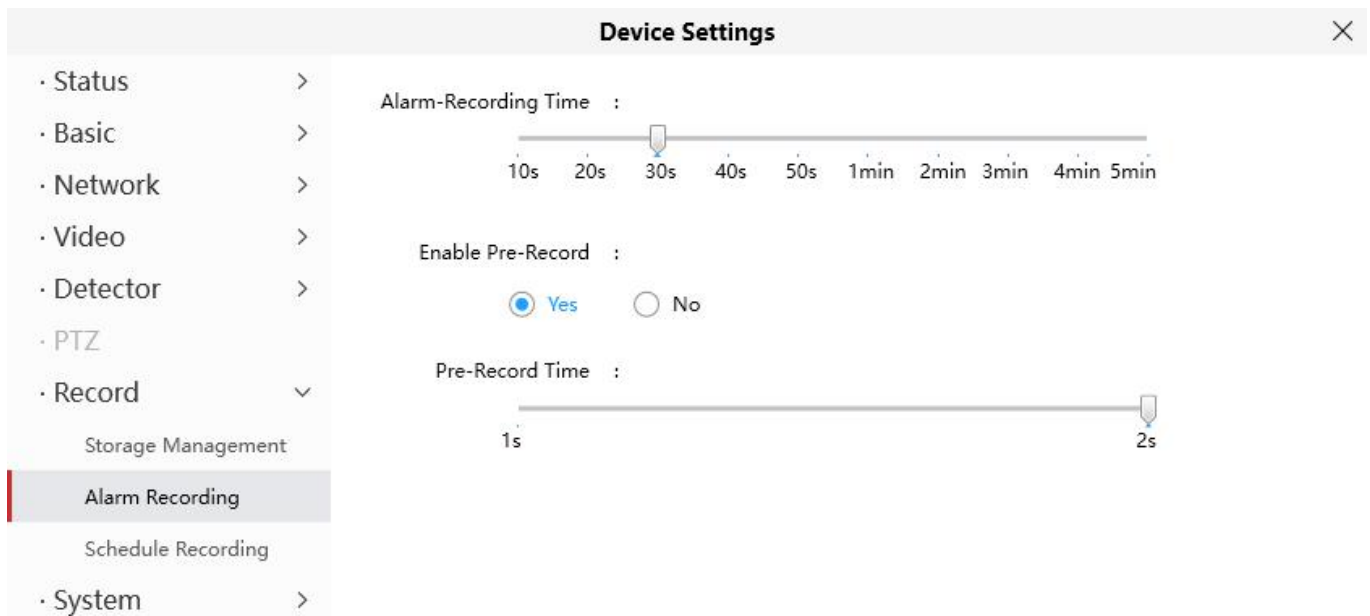 Device Settings
· Status
· Basic
· Network
· Video
· Detector
· PTZ
· Record
Storage Management
Alarm Recording
Schedule Recording
· System
Alarm-Recording Time :
10s 20s 30s 40s 50s 1min 2min 3min 4min 5min
Enable Pre-Record :
Yes No
Pre-Record Time :
1s 2s